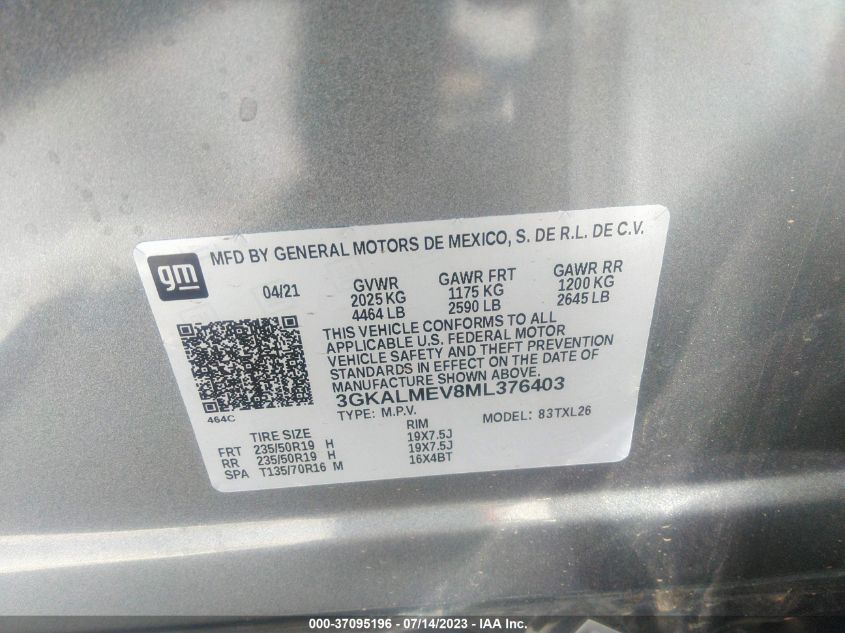 MFD BY GENERAL MOTORS DE MEXICO, S. DE R.L. DE C.V.
gm
04/21
GVWR GAWR FRT GAWR RR
2025 KG 1175 KG 1200 KG
4464 LB 2590 LB 2645 LB
THIS VEHICLE CONFORMS TO ALL
APPLICABLE U.S. FEDERAL MOTOR
VEHICLE SAFETY AND THEFT PREVENTION
STANDARDS IN EFFECT ON THE DATE OF
MANUFACTURE SHOWN ABOVE.
3GKALMEV8ML376403
464C
TYPE: M.P.V. MODEL: 83TXL26
TIRE SIZE RIM
FRT 235/50R19 H 19X7.5J
RR 235/50R19 H 19X7.5J
SPA T135/70R16 M 16X4BT
000-37095196 - 07/14/2023 - IAA Inc.